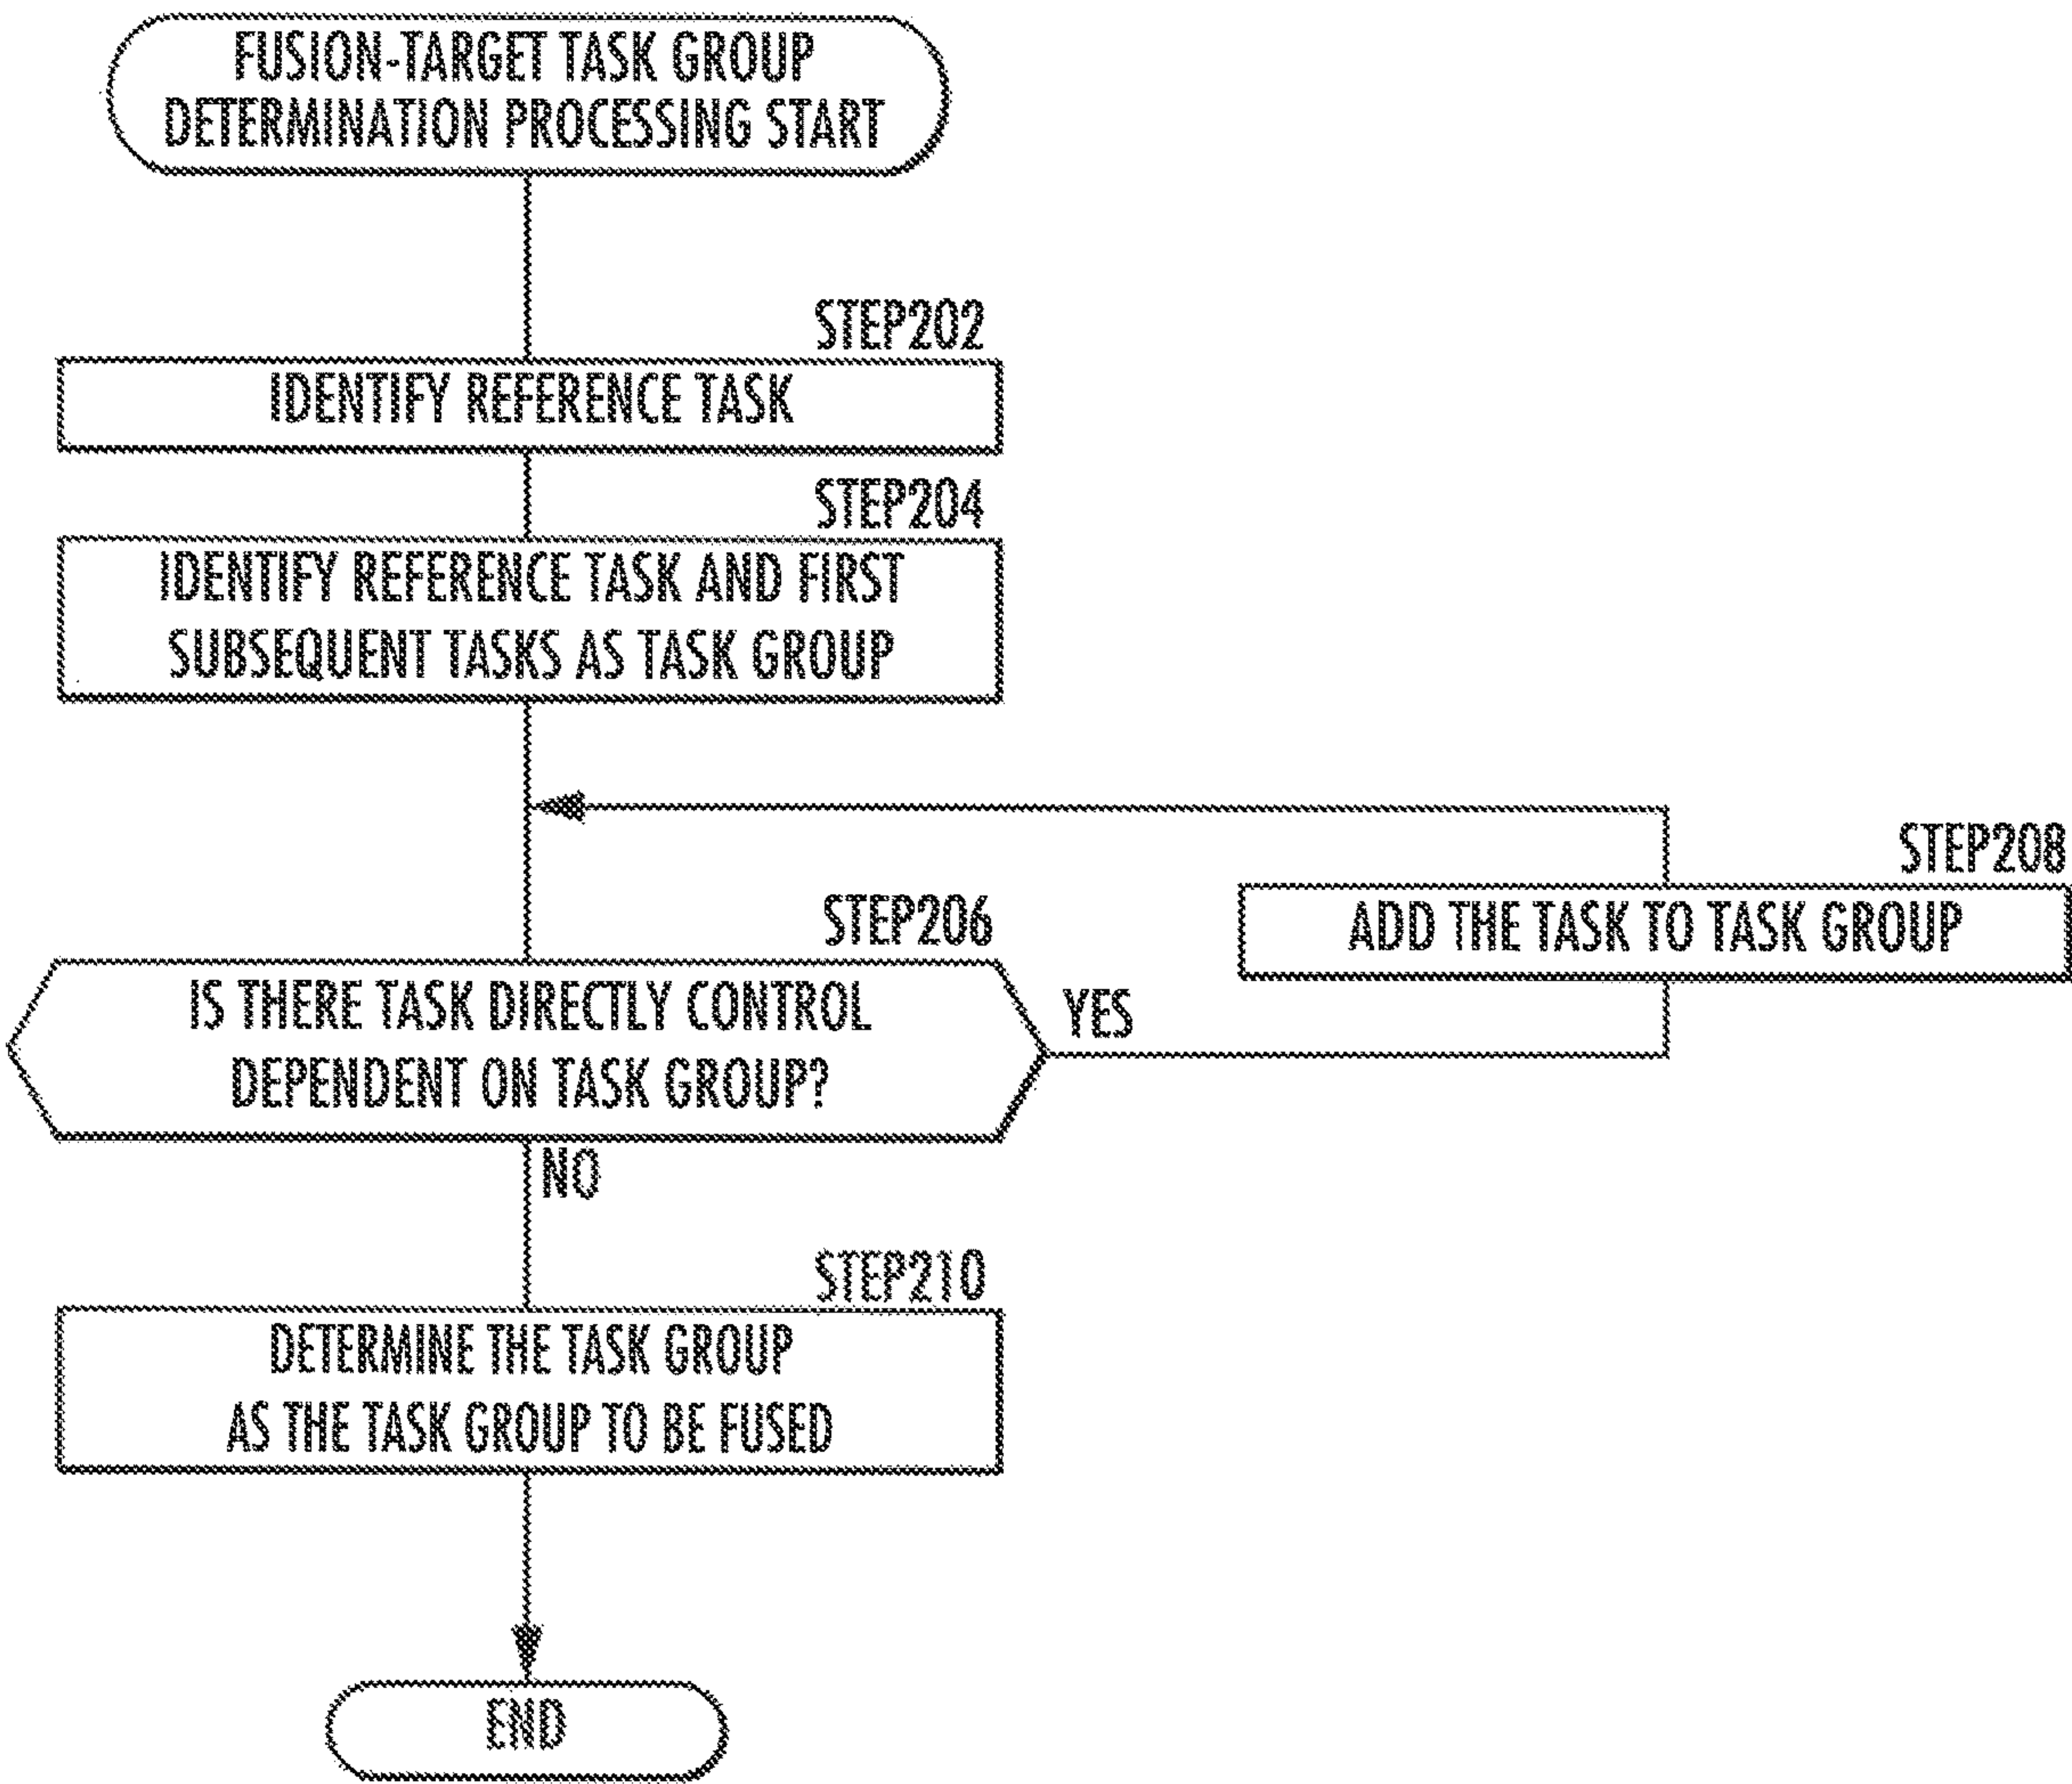 FUSION-TARGET TASK GROUP
DETERMINATION PROCESSING START
STEP202
IDENTIFY REFERENCE TASK
STEP204
IDENTIFY REFERENCE TASK AND FIRST
SUBSEQUENT TASKS AS TASK GROUP
STEP208
ADD THE TASK TO TASK GROUP
STEP206
IS THERE TASK DIRECTLY CONTROL
DEPENDENT ON TASK GROUP?
YES
NO
STEP210
DETERMINE THE TASK GROUP
AS THE TASK GROUP TO BE FUSED
END